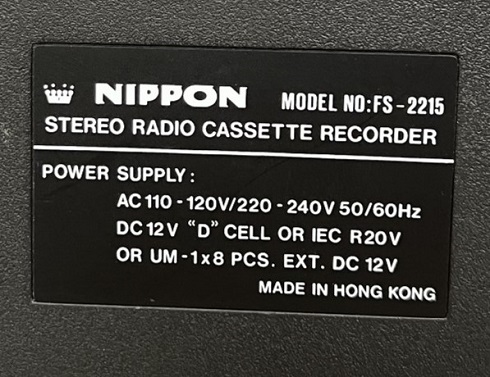 NIPPON MODEL NO:FS-2215
STEREO RADIO CASSETTE RECORDER
POWER SUPPLY:
AC 110-120V/220-240V 50/60Hz
DC 12V “D” CELL OR IEC R20V
OR UM-1x8 PCS. EXT. DC 12V
MADE IN HONG KONG